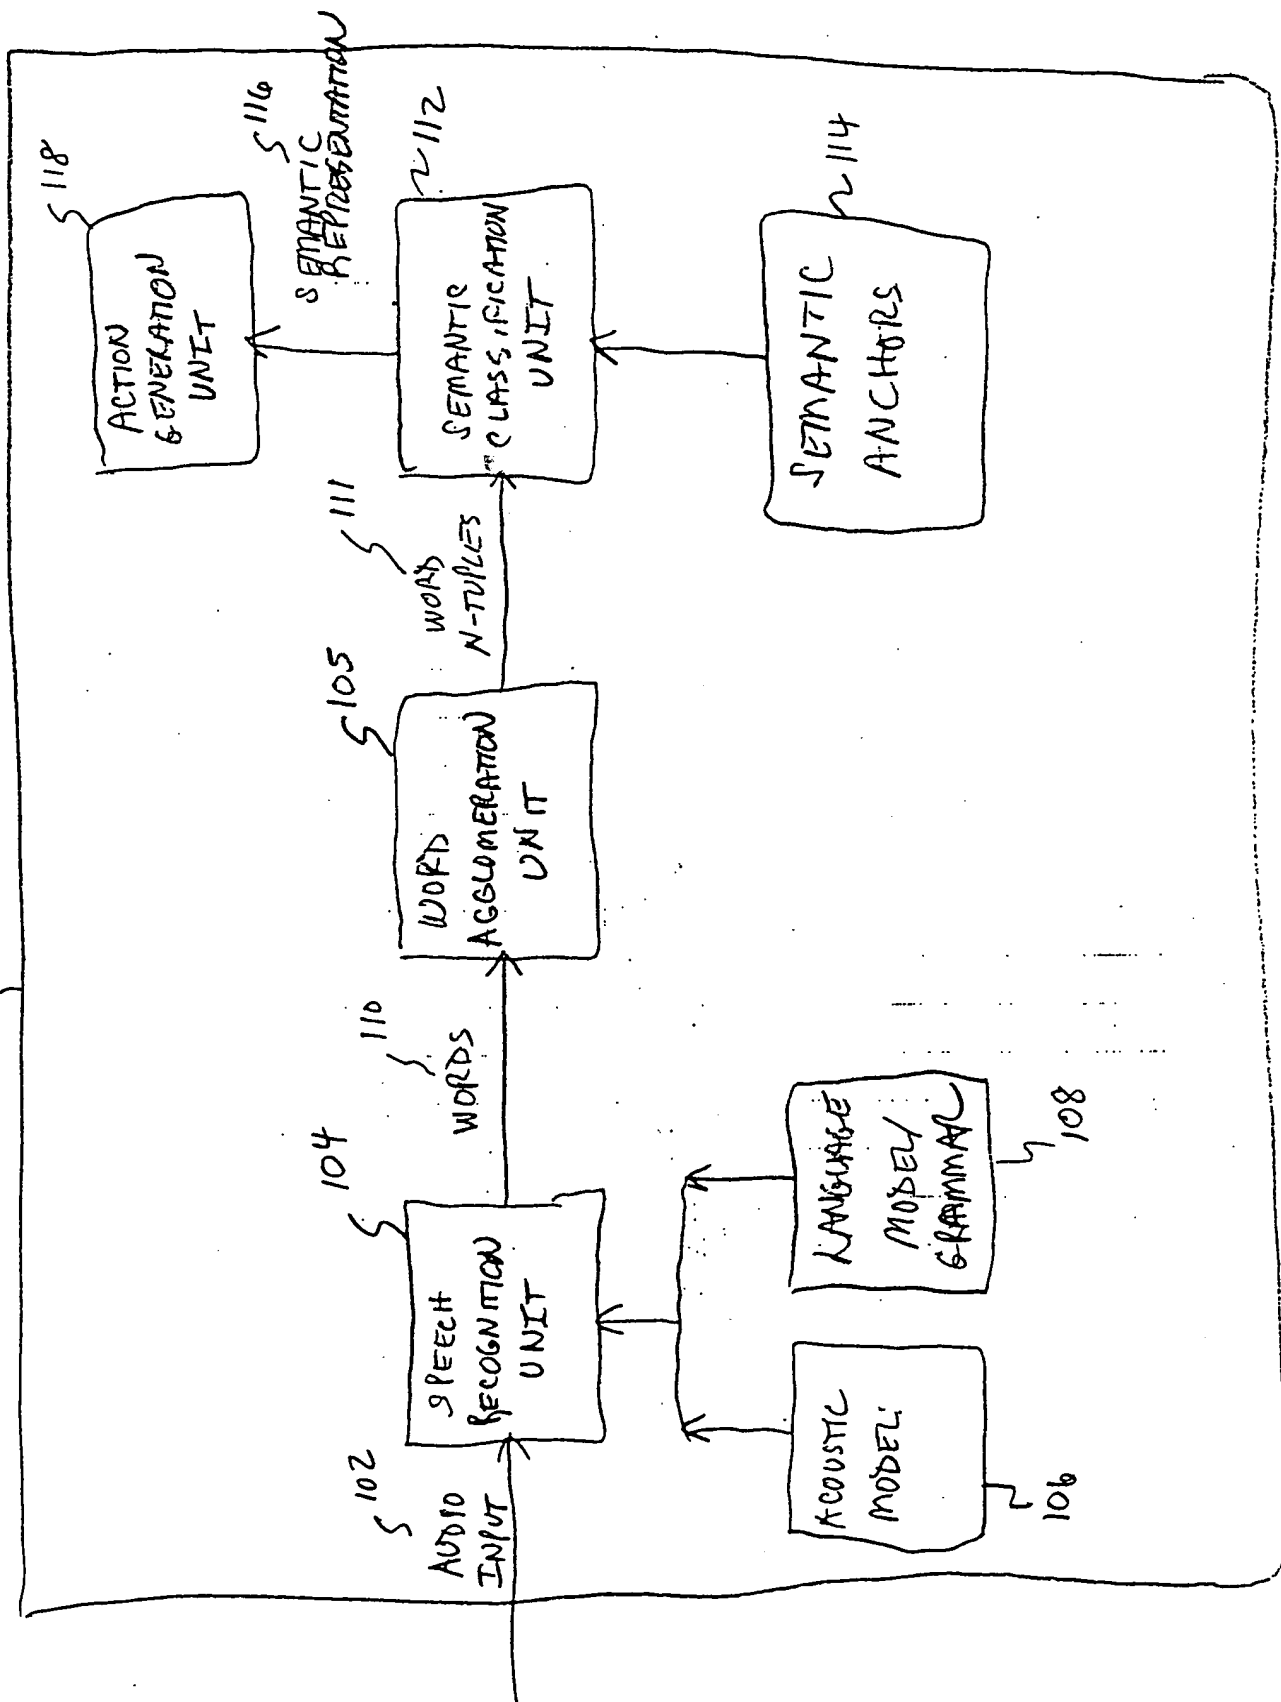 118
ACTION
GENERATION
UNIT
116
SEMANTIC
REPRESENTATION
104
105
112
102
AUDIO
INPUT
SPEECH
RECOGNITION
UNIT
110
WORDS
WORD
AGGLOMERATION
UNIT
111
WORD
N-TUPLES
SEMANTIC
CLASSIFICATION
UNIT
ACOUSTIC
MODEL
106
LANGUAGE
MODEL/
GRAMMAR
108
SEMANTIC
ANCHORS
114